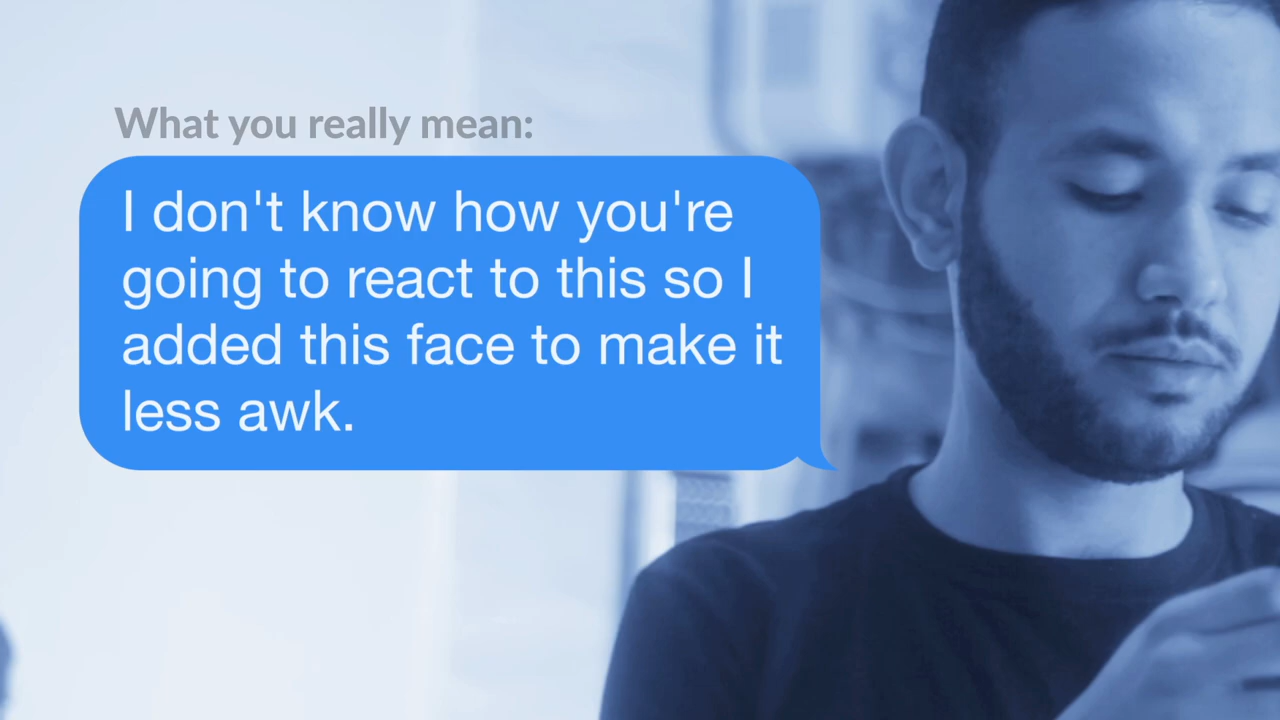 What you really mean:
I don't know how you're
going to react to this so I
added this face to make it
less awk.